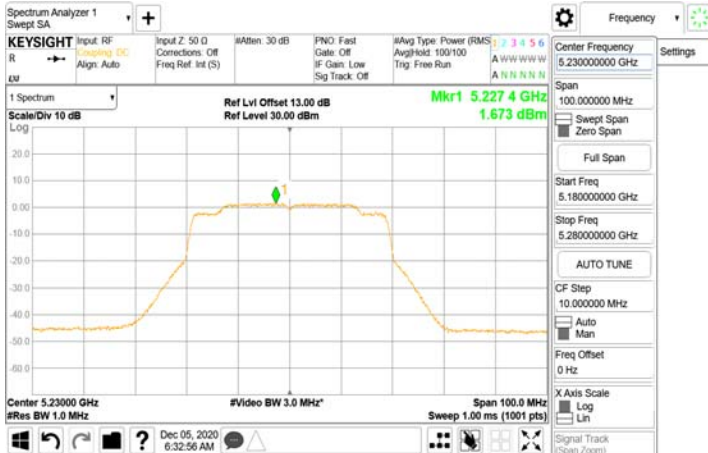 Spectrum Analyzer 1
Swept SA
+
Frequency
KEYSIGHT
R
Input: RF
Coupling: DC
Align: Auto
Input Z: 50 Ω
Corrections: Off
Freq Ref: Int (S)
#Atten: 30 dB
PNO: Fast
Gate: Off
IF Gain: Low
Sig Track: Off
#Avg Type: Power (RMS
Avg|Hold: 100/100
Trig: Free Run
1 2 3 4 5 6
A W W W W W
A N N N N N
Settings
Center Frequency
5.230000000 GHz
Span
100.000000 MHz
Swept Span
Zero Span
Full Span
Start Freq
5.180000000 GHz
Stop Freq
5.280000000 GHz
AUTO TUNE
CF Step
10.000000 MHz
Auto
Man
Freq Offset
0 Hz
X Axis Scale
Log
Lin
Signal Track
(Span Zoom)
1 Spectrum
Scale/Div 10 dB
Log
Ref Lvl Offset 13.00 dB
Ref Level 30.00 dBm
Mkr1 5.227 4 GHz
1.673 dBm
20.0
10.0
0.00
-10.0
-20.0
-30.0
-40.0
-50.0
-60.0
1
Center 5.23000 GHz
#Res BW 1.0 MHz
#Video BW 3.0 MHz*
Span 100.0 MHz
Sweep 1.00 ms (1001 pts)
?
Dec 05, 2020
6:32:56 AM